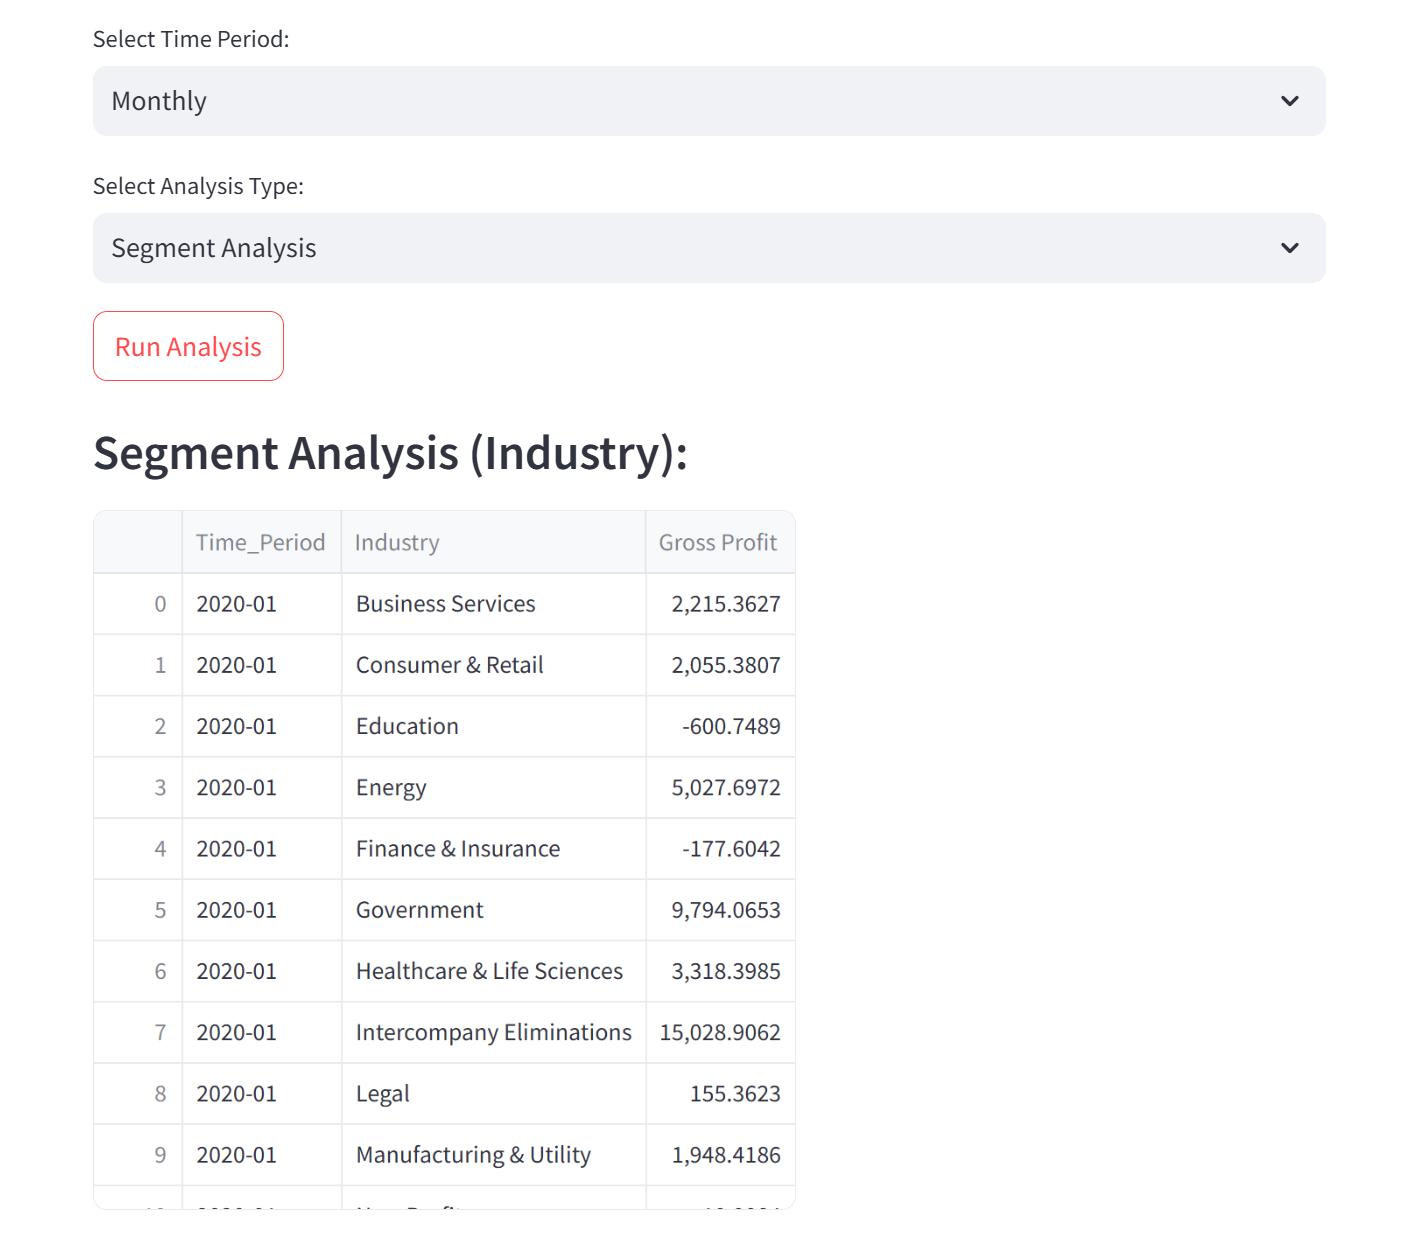 Select Time Period:
Monthly
Select Analysis Type:
Segment Analysis
Run Analysis
Segment Analysis (Industry):
Time_Period Industry Gross Profit
0 2020-01 Business Services 2,215.3627
1 2020-01 Consumer & Retail 2,055.3807
2 2020-01 Education -600.7489
3 2020-01 Energy 5,027.6972
4 2020-01 Finance & Insurance -177.6042
5 2020-01 Government 9,794.0653
6 2020-01 Healthcare & Life Sciences 3,318.3985
7 2020-01 Intercompany Eliminations 15,028.9062
8 2020-01 Legal 155.3623
9 2020-01 Manufacturing & Utility 1,948.4186